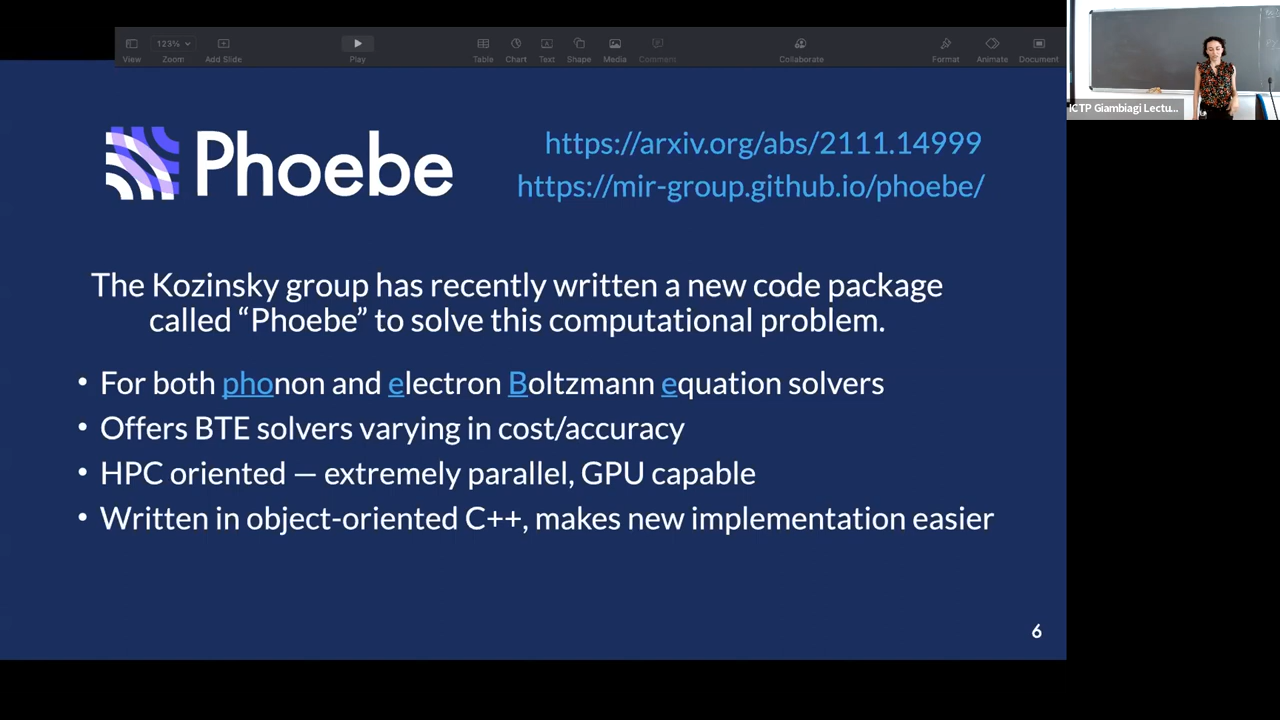 123%
View
Zoom
Add Slide
Play
Table
Chart
Text
Shape
Media
Comment
Collaborate
Format
Animate
Document
ICTP Giambiagi Lectu...
Phoebe
https://arxiv.org/abs/2111.14999
https://mir-group.github.io/phoebe/
The Kozinsky group has recently written a new code package
called “Phoebe” to solve this computational problem.
• For both phonon and electron Boltzmann equation solvers
• Offers BTE solvers varying in cost/accuracy
• HPC oriented — extremely parallel, GPU capable
• Written in object-oriented C++, makes new implementation easier
6